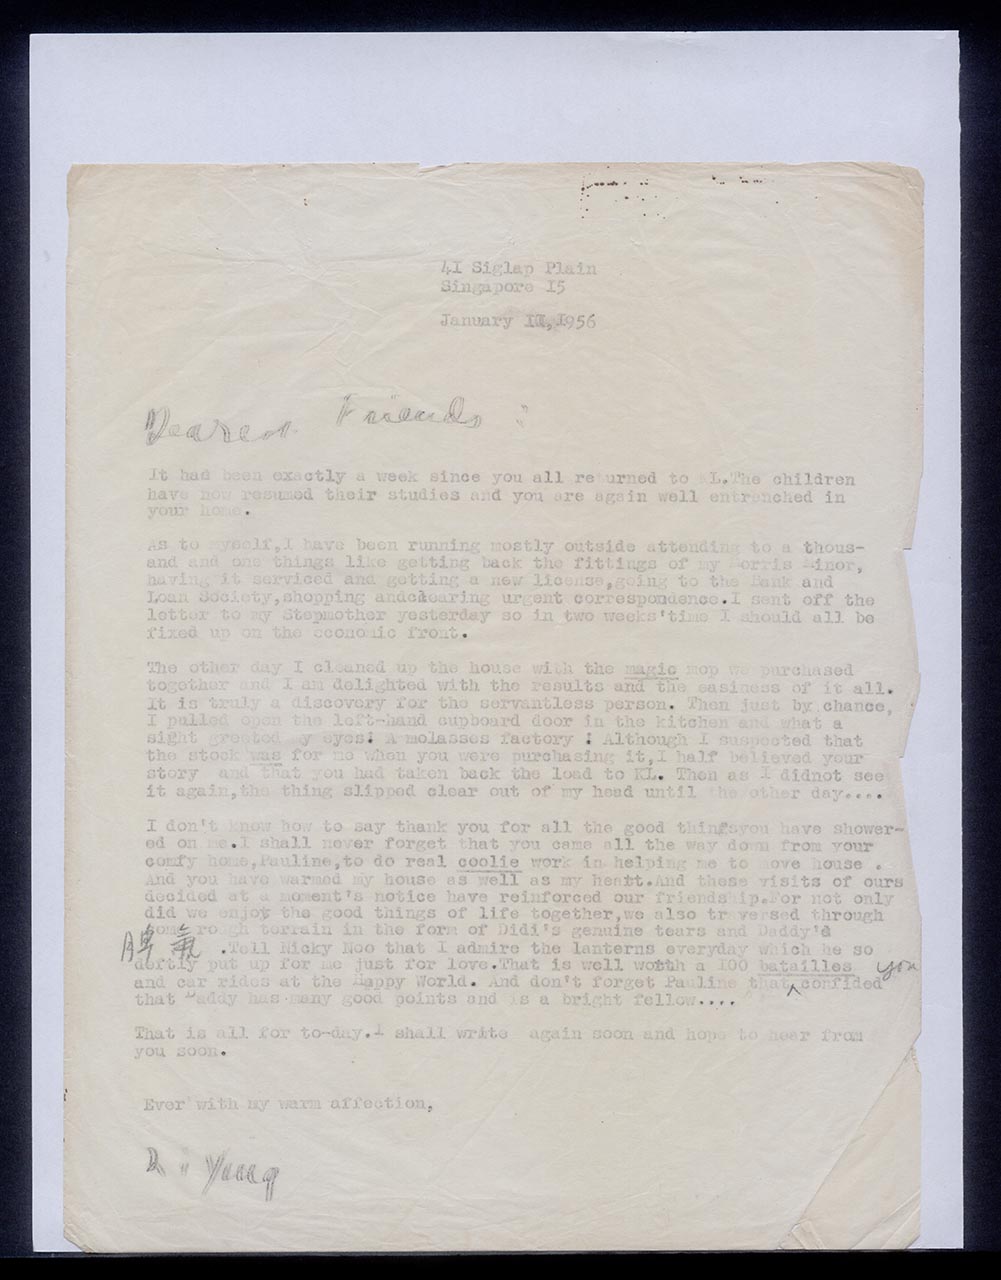 41 Siglap Plain
Singapore 15
January II, 1956
Dearest Friends :
It had been exactly a week since you all returned to KL.The children
have now resumed their studies and you are again well entrenched in
your home.
As to myself,I have been running mostly outside attending to a thous-
and and one things like getting back the fittings of my Morris Minor,
having it serviced and getting a new license,going to the Bank and
Loan Society,shopping andclearing urgent correspondence.I sent off the
letter to my Stepmother yesterday so in two weeks'time I should all be
fixed up on the economic front.
The other day I cleaned up the house with the magic mop we purchased
together and I am delighted with the results and the easiness of it all.
It is truly a discovery for the servantless person. Then just by chance,
I pulled open the left-hand cupboard door in the kitchen and what a
sight greeted my eyes! A molasses factory ! Although I suspected that
the stock was for me when you were purchasing it,I half believed your
story and that you had taken back the load to KL. Then as I didnot see
it again,the thing slipped clear out of my head until the other day....
I don't know how to say thank you for all the good thingsyou have shower-
ed on me.I shall never forget that you came all the way down from your
comfy home,Pauline,to do real coolie work in helping me to move house .
And you have warmed my house as well as my heart.And these visits of ours
decided at a moment's notice have reinforced our friendship.For not only
did we enjoy the good things of life together,we also traversed through
some rough terrain in the form of Didi's genuine tears and Daddy's
脾氣 .Tell Nicky Noo that I admire the lanterns everyday which he so
deftly put up for me just for love.That is well worth a 100 batailles
and car rides at the Happy World. And don't forget Pauline that you confided
that Daddy has many good points and is a bright fellow....
That is all for to-day.I shall write again soon and hope to hear from
you soon.
Ever with my warm affection,
Di Yung